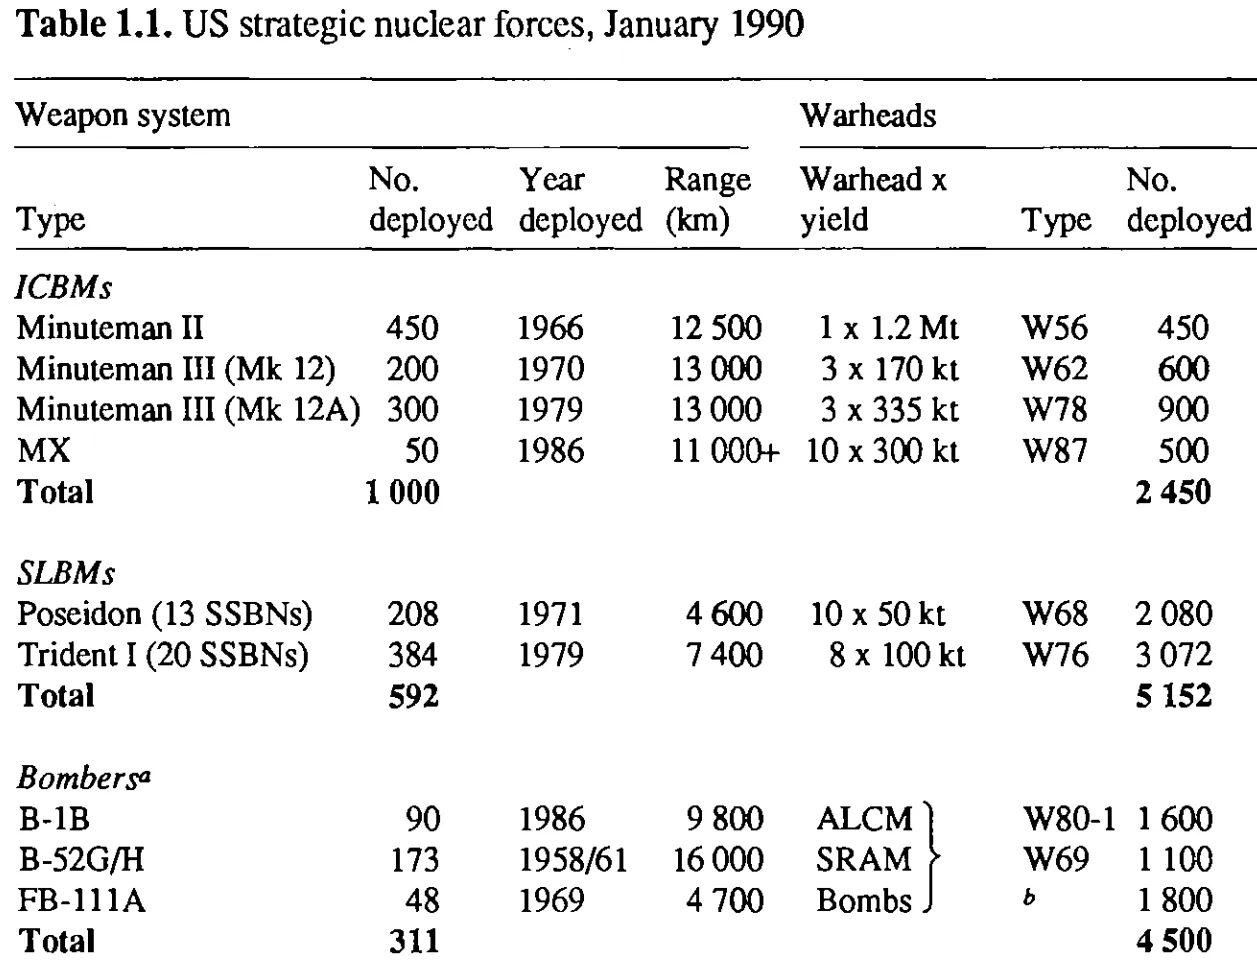 Table 1.1. US strategic nuclear forces, January 1990
Weapon system Warheads
No. Year Range Warhead x No.
Type deployed deployed (km) yield Type deployed
ICBMs
Minuteman II 450 1966 12 500 1 x 1.2 Mt W56 450
Minuteman III (Mk 12) 200 1970 13 000 3 x 170 kt W62 600
Minuteman III (Mk 12A) 300 1979 13 000 3 x 335 kt W78 900
MX 50 1986 11 000+ 10 x 300 kt W87 500
Total 1 000 2 450
SLBMs
Poseidon (13 SSBNs) 208 1971 4 600 10 x 50 kt W68 2 080
Trident I (20 SSBNs) 384 1979 7 400 8 x 100 kt W76 3 072
Total 592 5 152
Bombersa
B-1B 90 1986 9 800 ALCM W80-1 1 600
B-52G/H 173 1958/61 16 000 SRAM W69 1 100
FB-111A 48 1969 4 700 Bombs b 1 800
Total 311 4 500